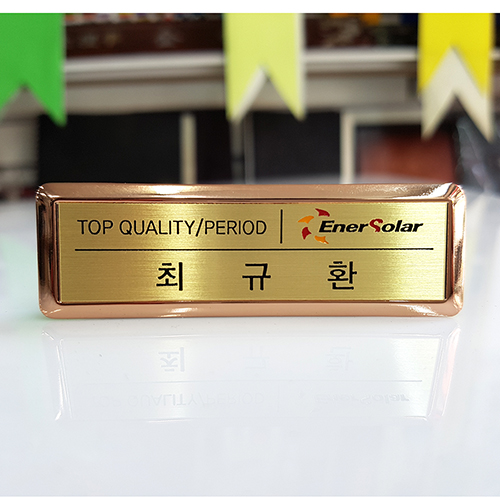 TOP QUALITY/PERIOD | EnerSolar
최 규 환